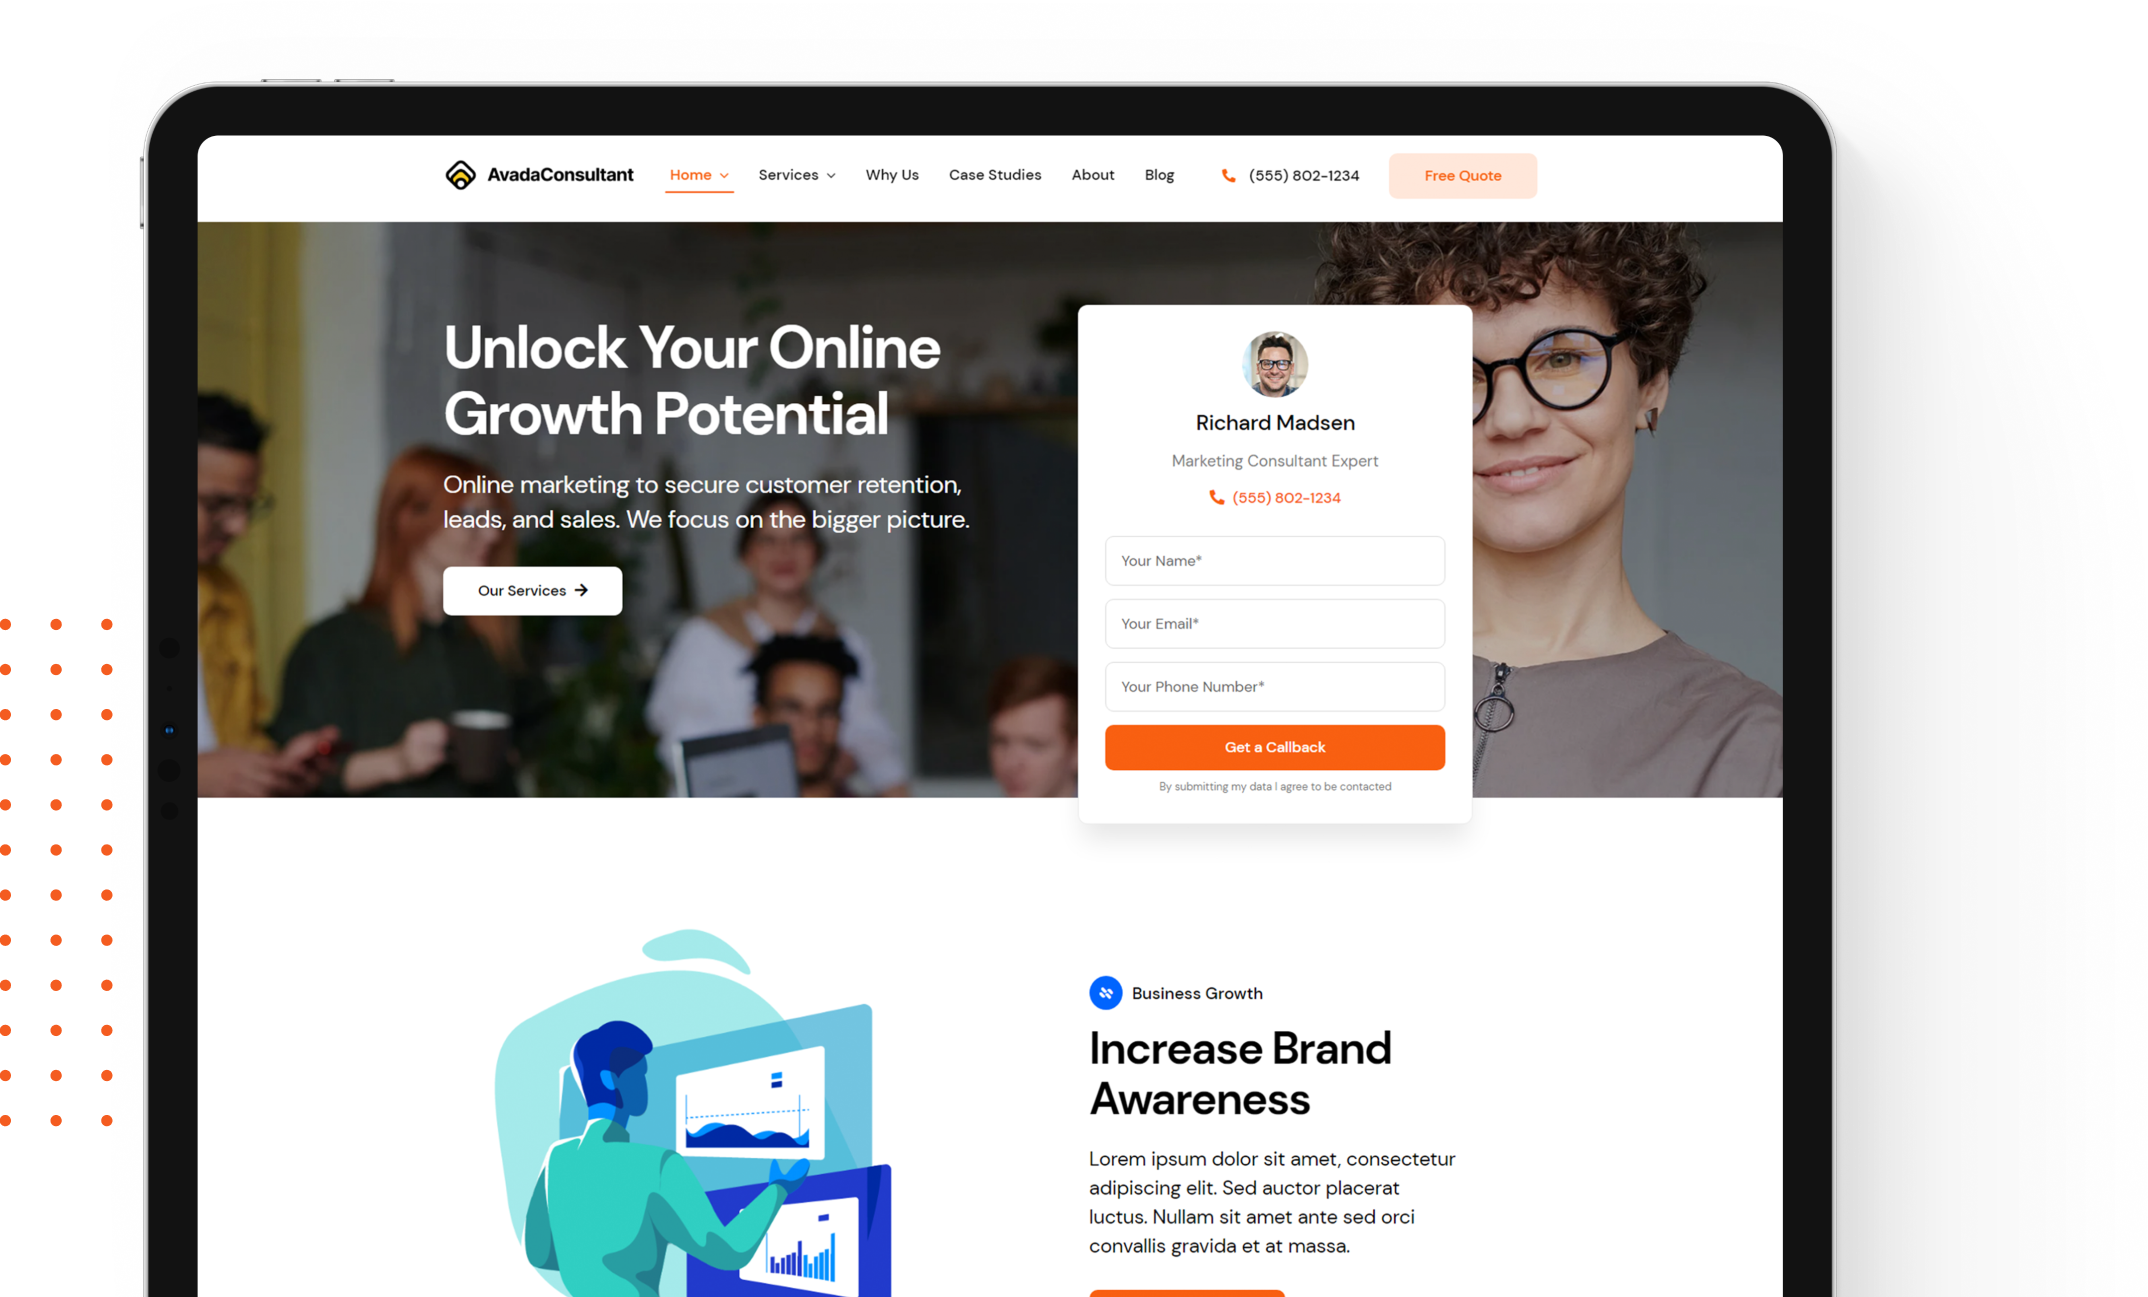 AvadaConsultant
Home
Services
Why Us
Case Studies
About
Blog
(555) 802-1234
Free Quote
Unlock Your Online
Growth Potential
Online marketing to secure customer retention,
leads, and sales. We focus on the bigger picture.
Our Services
Richard Madsen
Marketing Consultant Expert
(555) 802-1234
Your Name*
Your Email*
Your Phone Number*
Get a Callback
By submitting my data I agree to be contacted
Business Growth
Increase Brand
Awareness
Lorem ipsum dolor sit amet, consectetur
adipiscing elit. Sed auctor placerat
luctus. Nullam sit amet ante sed orci
convallis gravida et at massa.